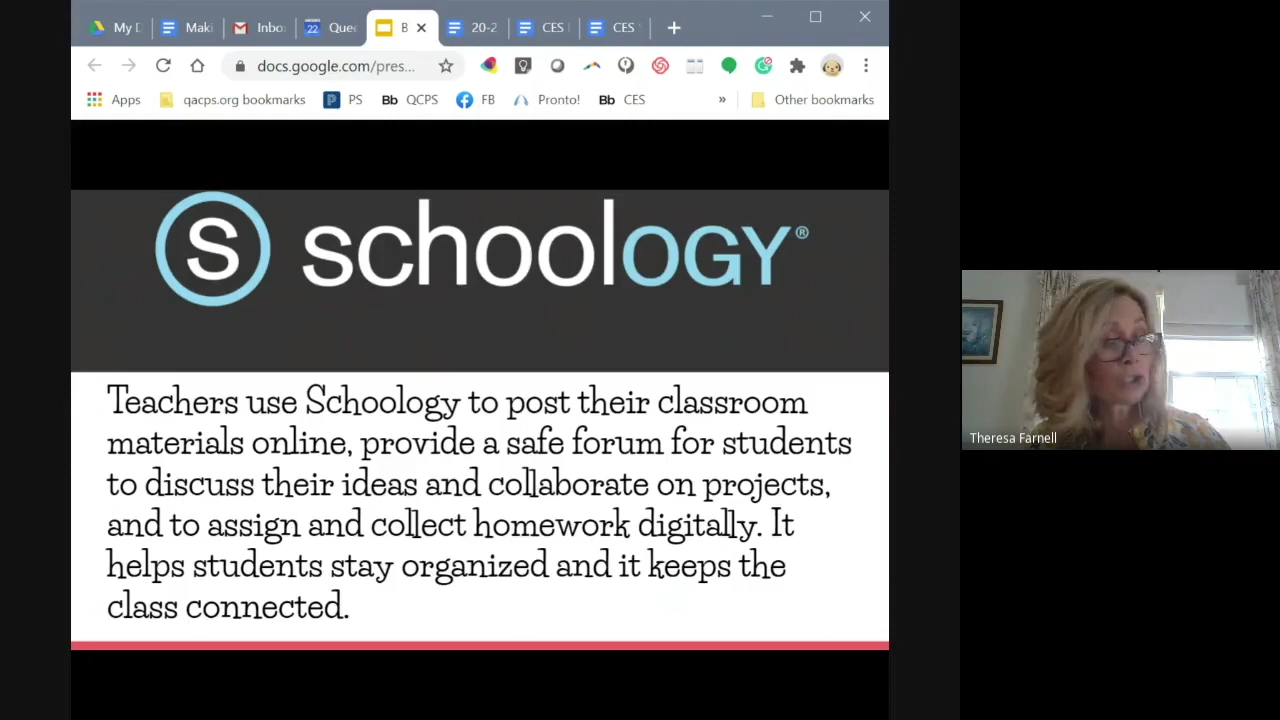 My D
Maki
Inbo
22
Que
B
20-2
CES
CES
docs.google.com/pres...
Apps
qacps.org bookmarks
P PS
Bb QCPS
FB
Pronto!
Bb CES
»
Other bookmarks
S schoology®
Teachers use Schoology to post their classroom
materials online, provide a safe forum for students
to discuss their ideas and collaborate on projects,
and to assign and collect homework digitally. It
helps students stay organized and it keeps the
class connected.
Theresa Farnell